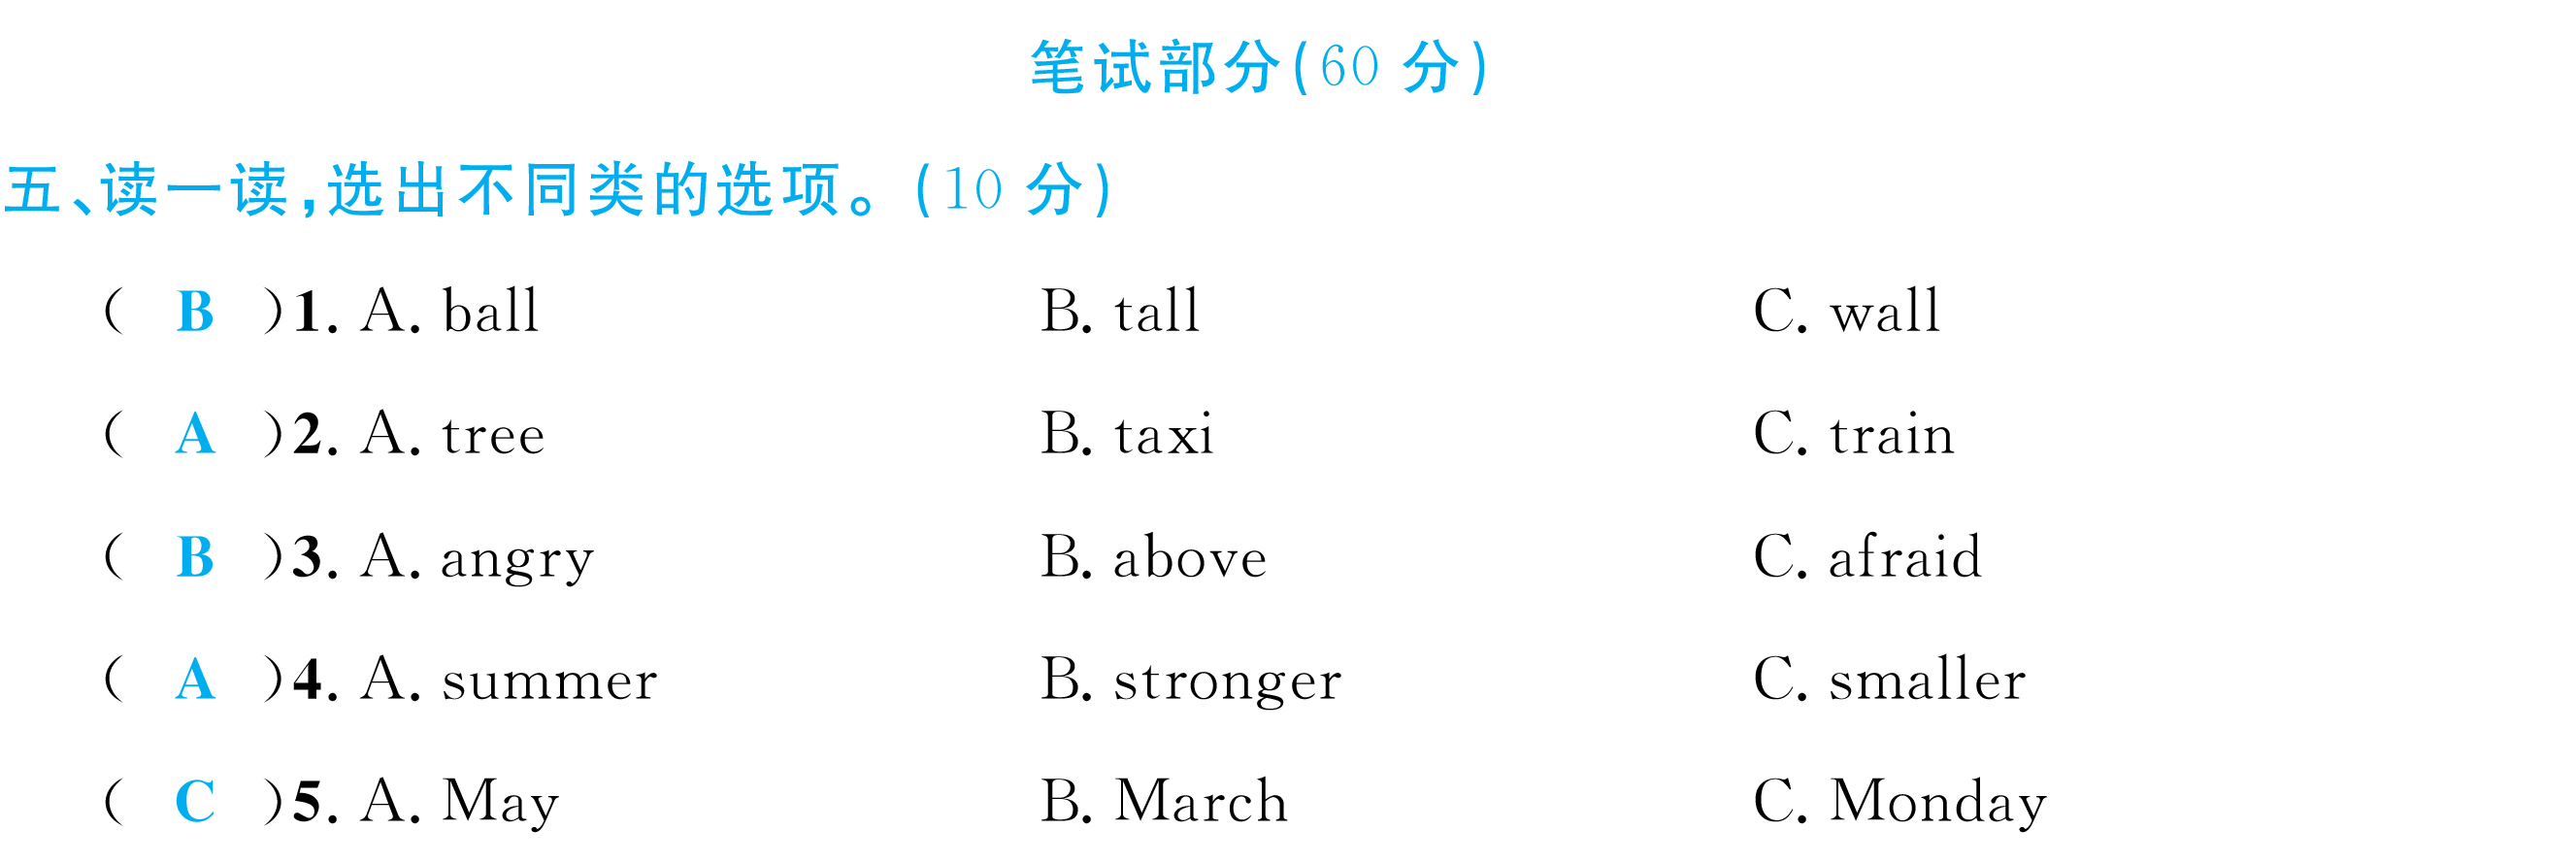 笔试部分(60 分)
五、读一读,选出不同类的选项。(10 分)
( B )1. A. ball B. tall C. wall
( A )2. A. tree B. taxi C. train
( B )3. A. angry B. above C. afraid
( A )4. A. summer B. stronger C. smaller
( C )5. A. May B. March C. Monday